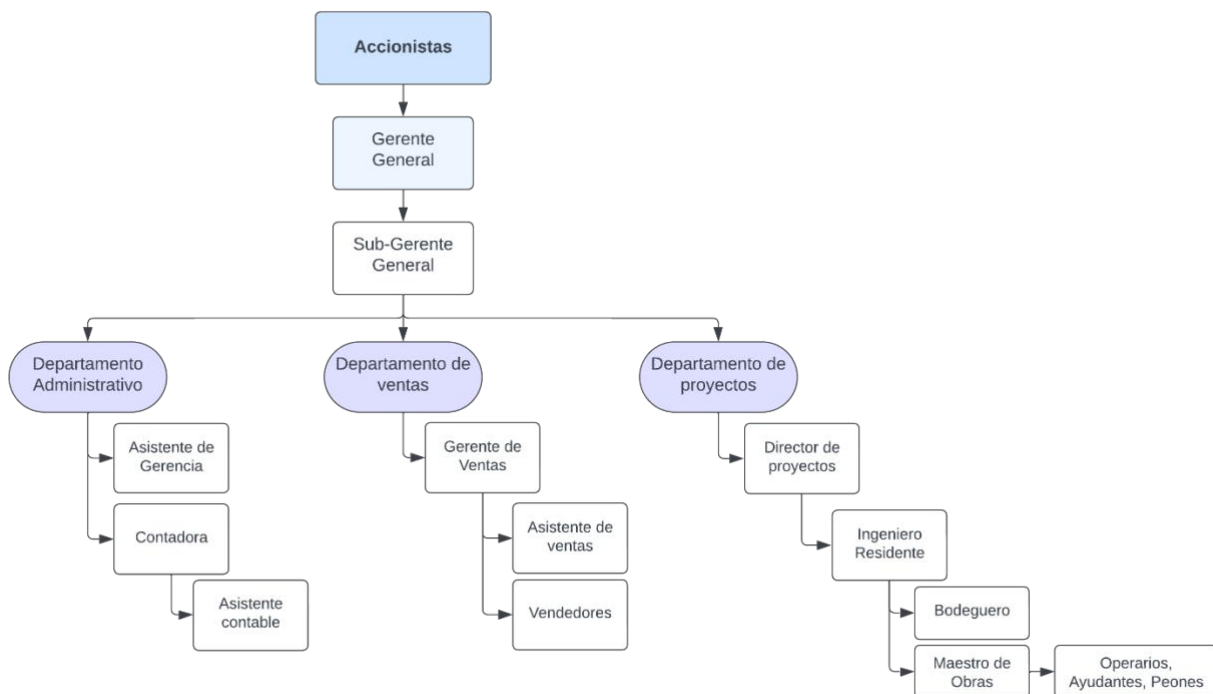 Accionistas
Gerente
General
Sub-Gerente
General
Departamento
Administrativo
Departamento de
ventas
Departamento de
proyectos
Asistente de
Gerencia
Contadora
Asistente
contable
Gerente de
Ventas
Asistente de
ventas
Vendedores
Director de
proyectos
Ingeniero
Residente
Bodeguero
Maestro de
Obras
Operarios,
Ayudantes, Peones